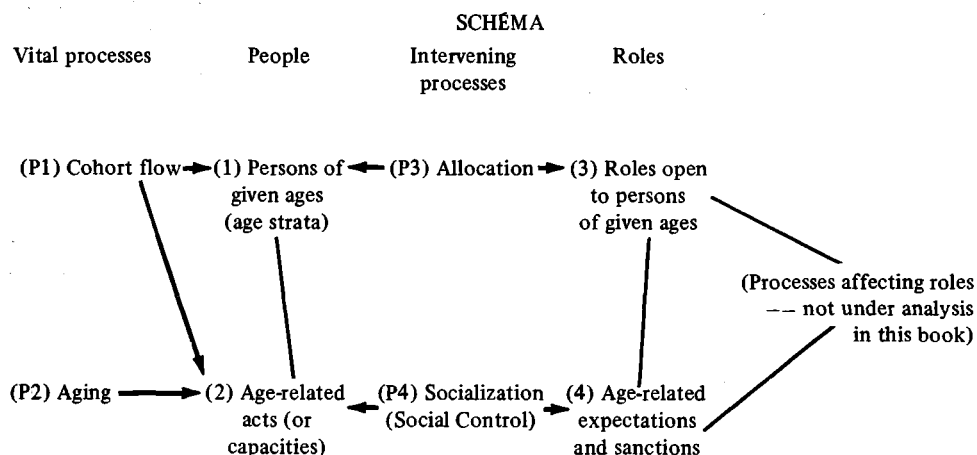 SCHÉMA
Vital processes People Intervening processes Roles
(P1) Cohort flow
(1) Persons of
given ages
(age strata)
(P3) Allocation
(3) Roles open
to persons
of given ages
(Processes affecting roles
–– not under analysis
in this book)
(P2) Aging
(2) Age-related
acts (or
capacities)
(P4) Socialization
(Social Control)
(4) Age-related
expectations
and sanctions